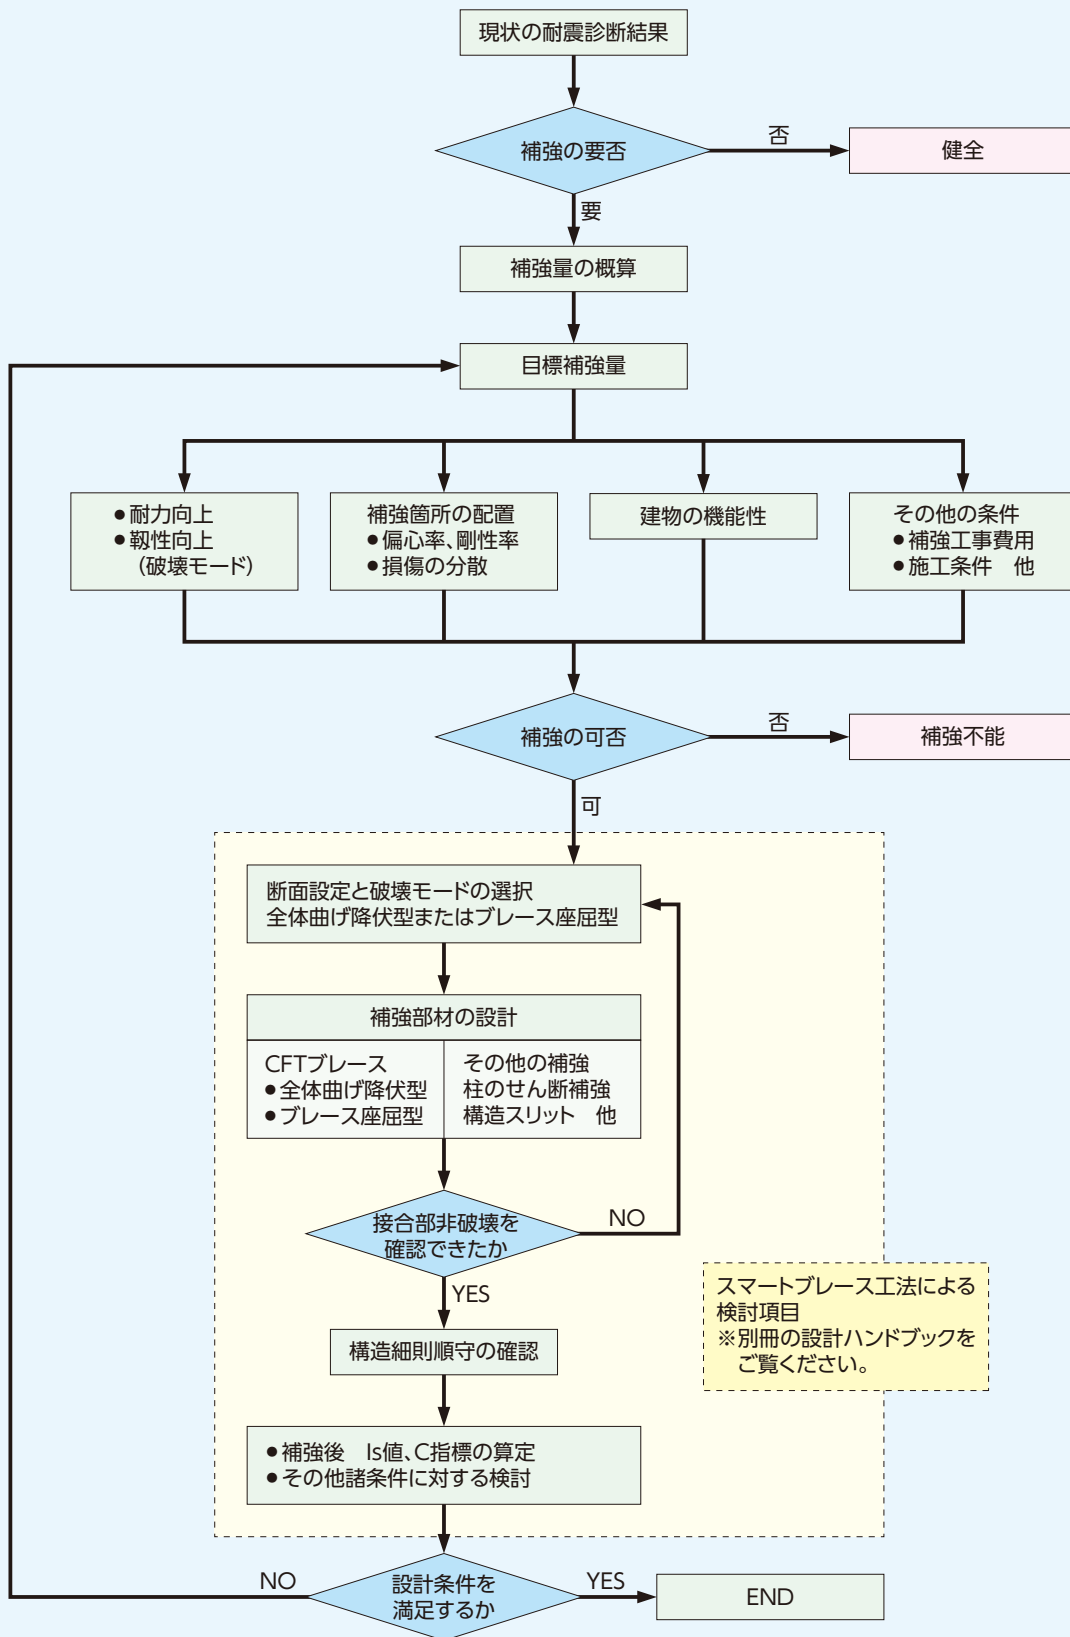 現状の耐震診断結果
補強の要否
否
健全
要
補強量の概算
目標補強量
●耐力向上
●靱性向上
(破壊モード)
補強箇所の配置
●偏心率、剛性率
●損傷の分散
建物の機能性
その他の条件
●補強工事費用
●施工条件　他
補強の可否
否
補強不能
可
断面設定と破壊モードの選択
全体曲げ降伏型またはブレース座屈型
補強部材の設計
CFTブレース
●全体曲げ降伏型
●ブレース座屈型
その他の補強
柱のせん断補強
構造スリット　他
接合部非破壊を
確認できたか
NO
YES
スマートブレース工法による
検討項目
※別冊の設計ハンドブックを
ご覧ください。
構造細則順守の確認
●補強後　Is値、C指標の算定
●その他諸条件に対する検討
NO
設計条件を
満足するか
YES
END